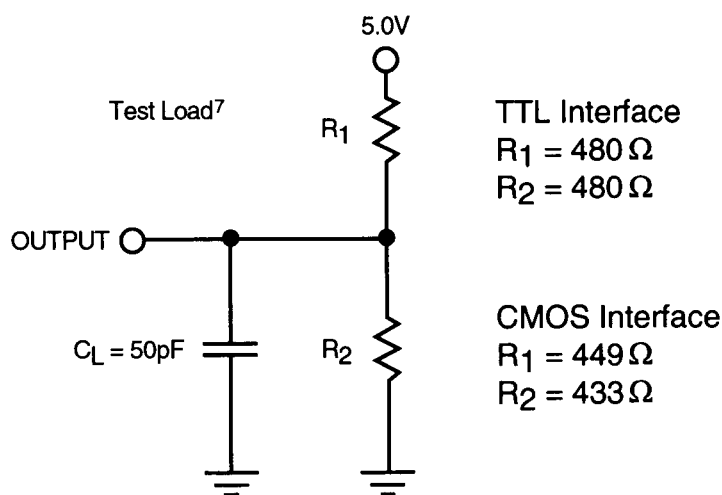 5.0V
Test Load⁷
R₁
TTL Interface
R₁ = 480 Ω
R₂ = 480 Ω
OUTPUT
C_L = 50pF
R₂
CMOS Interface
R₁ = 449 Ω
R₂ = 433 Ω